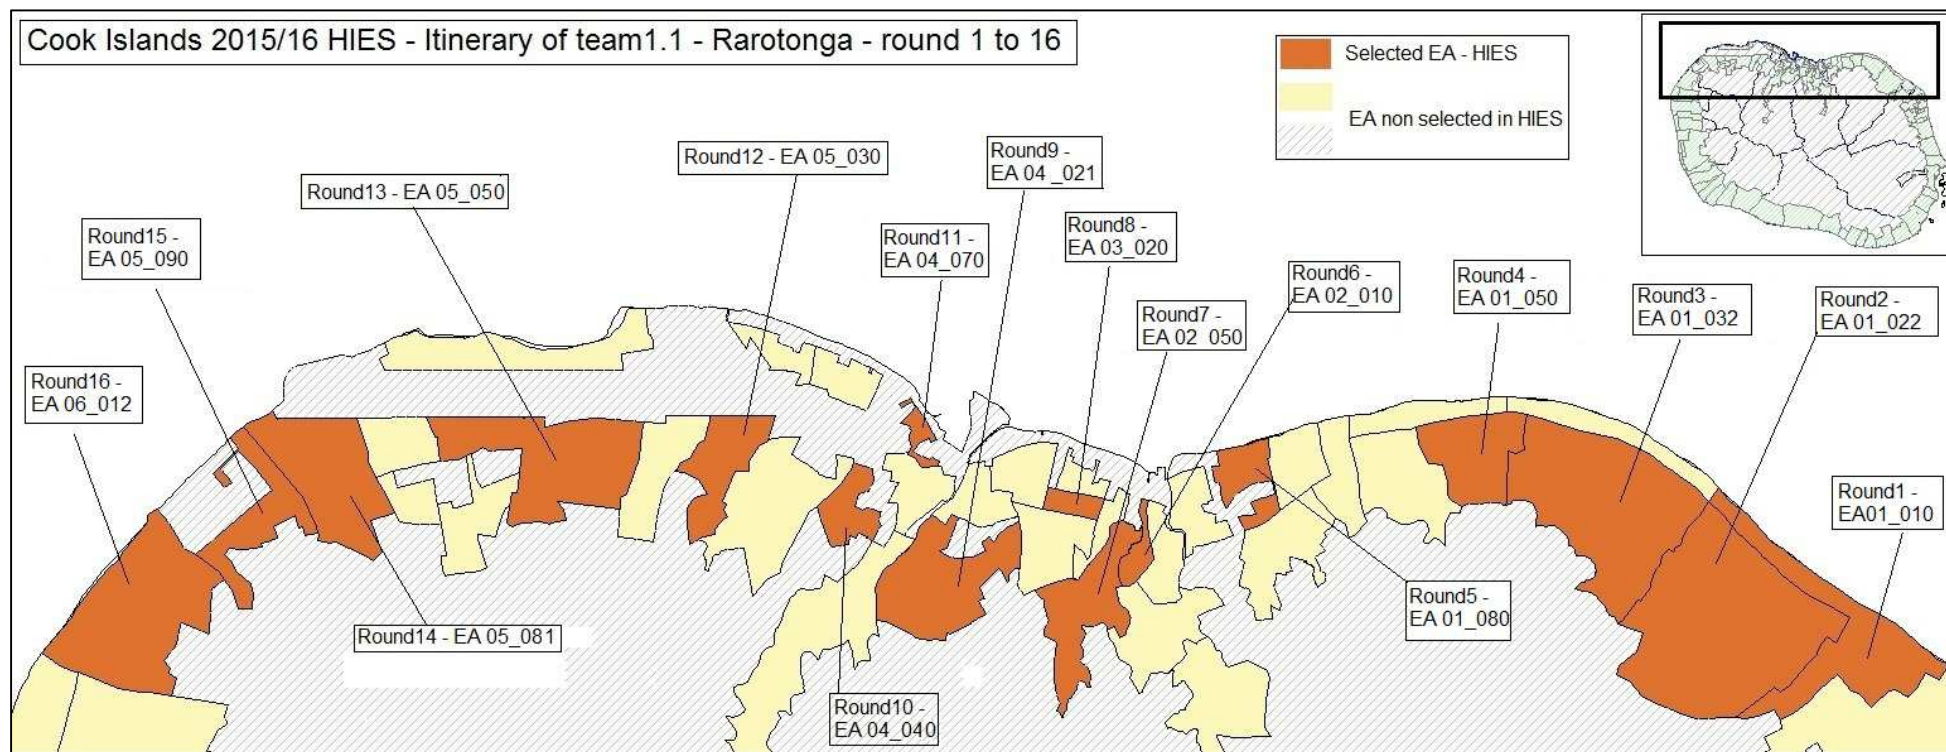 Cook Islands 2015/16 HIES - Itinerary of team1.1 - Rarotonga - round 1 to 16
Selected EA - HIES
EA non selected in HIES
Round12 - EA 05_030
Round9 -
EA 04 _021
Round13 - EA 05_050
Round15 -
EA 05_090
Round11 -
EA 04_070
Round8 -
EA 03_020
Round6 -
EA 02_010
Round4 -
EA 01_050
Round3 -
EA 01_032
Round2 -
EA 01_022
Round7 -
EA 02 050
Round16 -
EA 06_012
Round1 -
EA01_010
Round5 -
EA 01_080
Round14 - EA 05_081
Round10 -
EA 04_040